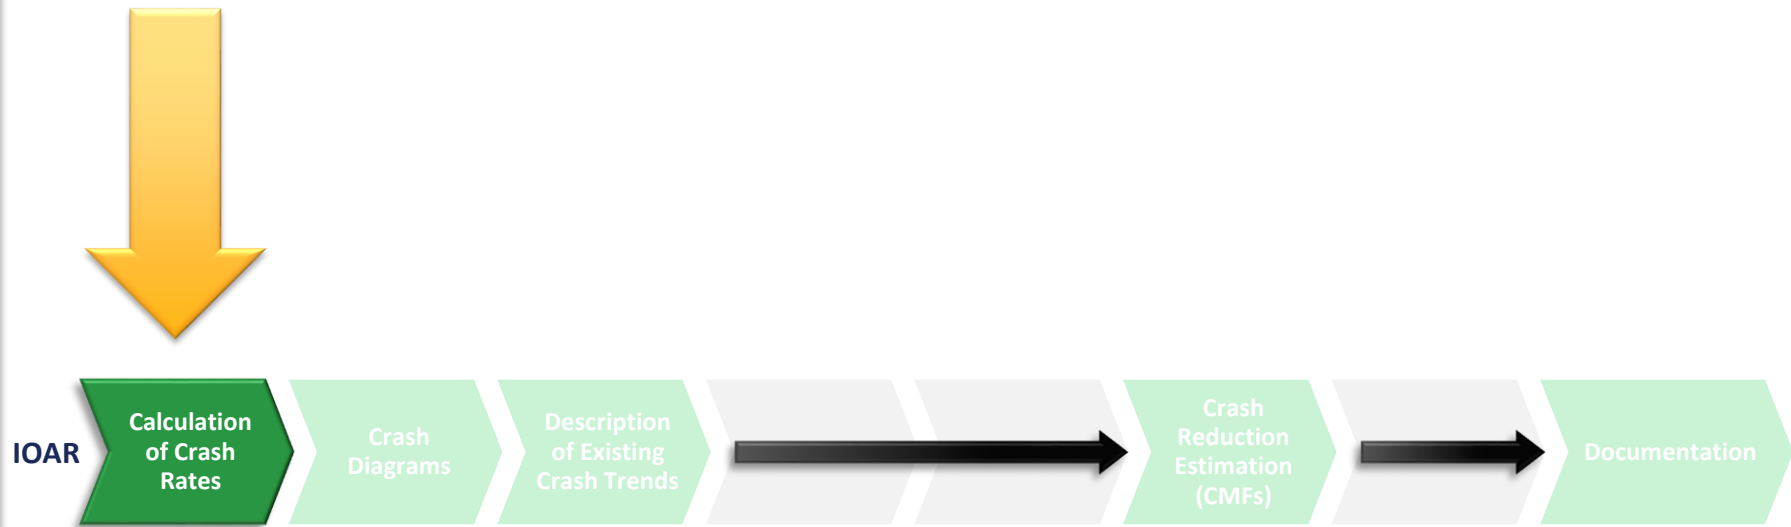 IOAR
Calculation
of Crash
Rates
Crash
Diagrams
Description
of Existing
Crash Trends
Crash
Reduction
Estimation
(CMFs)
Documentation